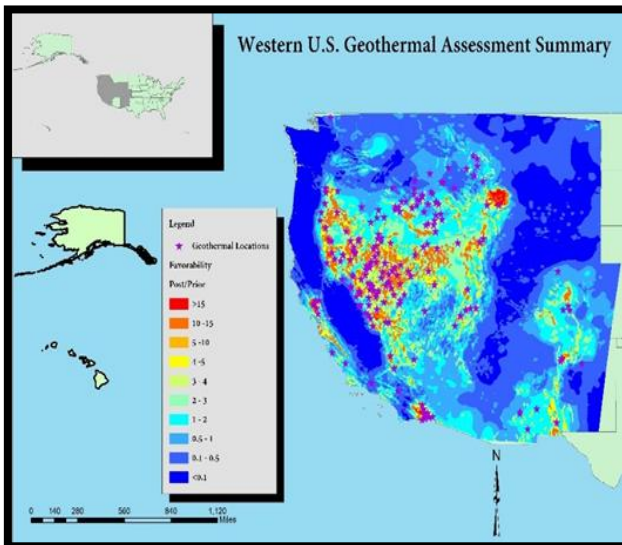 Western U.S. Geothermal Assessment Summary
Legend
Geothermal Locations
Favorability
Post/Prior
>15
10 - 15
5 - 10
4 - 5
3 - 4
2 - 3
1 - 2
0.5 - 1
0.1 - 0.5
<0.1
N
0 140 280 560 840 1,120
Miles